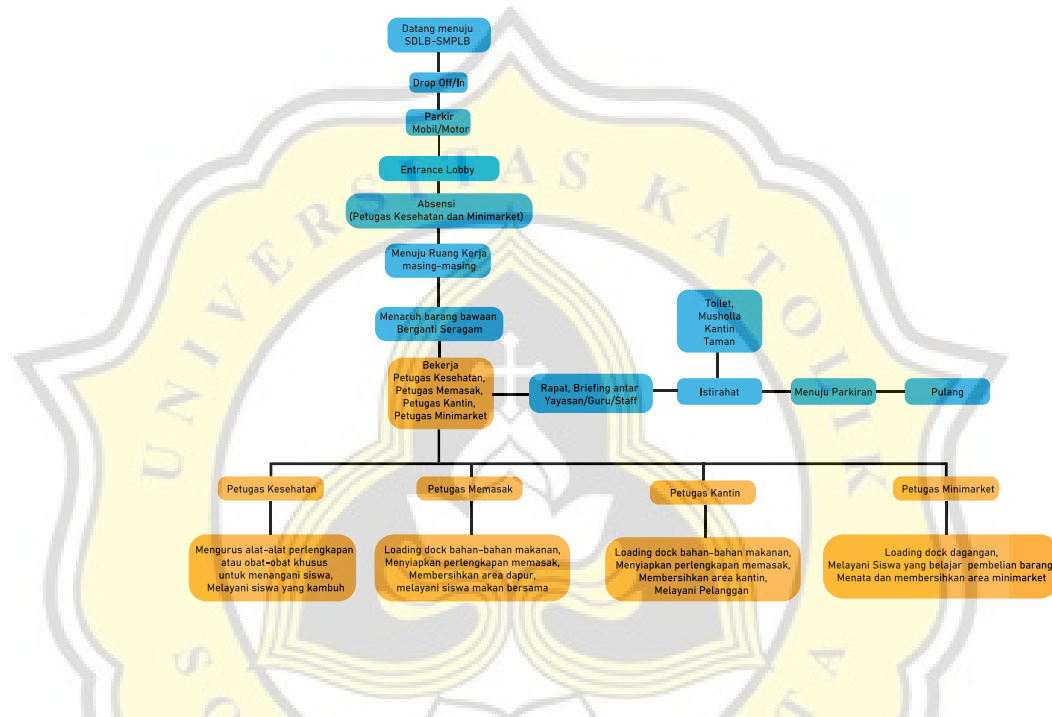 Datang menuju
SDLB-SMPLB
Drop Off/In
Parkir
Mobil/Motor
Entrance Lobby
Absensi
(Petugas Kesehatan dan Minimarket)
Menuju Ruang Kerja
masing-masing
Menaruh barang bawaan
Berganti Seragam
Bekerja
Petugas Kesehatan,
Petugas Memasak,
Petugas Kantin,
Petugas Minimarket
Rapat, Briefing antar
Yayasan/Guru/Staff
Toilet,
Musholla
Kantin
Taman
Istirahat
Menuju Parkiran
Pulang
Petugas Kesehatan
Petugas Memasak
Petugas Kantin
Petugas Minimarket
Mengurus alat-alat perlengkapan
atau obat-obat khusus
untuk menangani siswa,
Melayani siswa yang kambuh
Loading dock bahan-bahan makanan,
Menyiapkan perlengkapan memasak,
Membersihkan area dapur,
melayani siswa makan bersama
Loading dock bahan-bahan makanan,
Menyiapkan perlengkapan memasak,
Membersihkan area kantin,
Melayani Pelanggan
Loading dock dagangan,
Melayani Siswa yang belajar pembelian barang
Menata dan membersihkan area minimarket
UNIVERSITAS KATOLIK